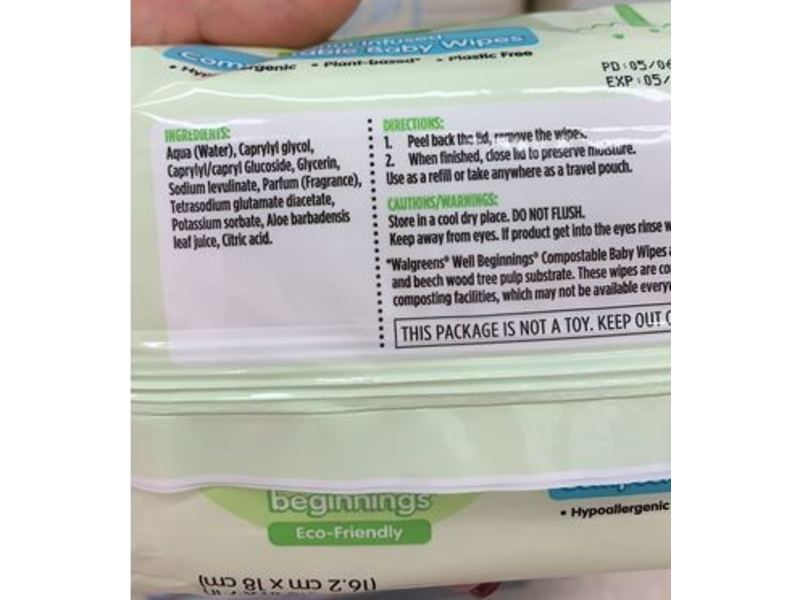 Infused
Compostable Baby Wipes
• Hypoallergenic • Plant-based* • Plastic Free
PD: 05/06
EXP: 05/
INGREDIENTS:
Aqua (Water), Caprylyl glycol,
Caprylyl/capryl Glucoside, Glycerin,
Sodium levulinate, Parfum (Fragrance),
Tetrasodium glutamate diacetate,
Potassium sorbate, Aloe barbadensis
leaf juice, Citric acid.
DIRECTIONS:
1. Peel back the lid, remove the wipes.
2. When finished, close lid to preserve moisture.
Use as a refill or take anywhere as a travel pouch.
CAUTIONS/WARNINGS:
Store in a cool dry place. DO NOT FLUSH.
Keep away from eyes. If product get into the eyes rinse w
*Walgreens® Well Beginnings® Compostable Baby Wipes
and beech wood tree pulp substrate. These wipes are co
composting facilities, which may not be available every
THIS PACKAGE IS NOT A TOY. KEEP OUT O
beginnings
Eco-Friendly
• Hypoallergenic
(16.2 cm X 18 cm)